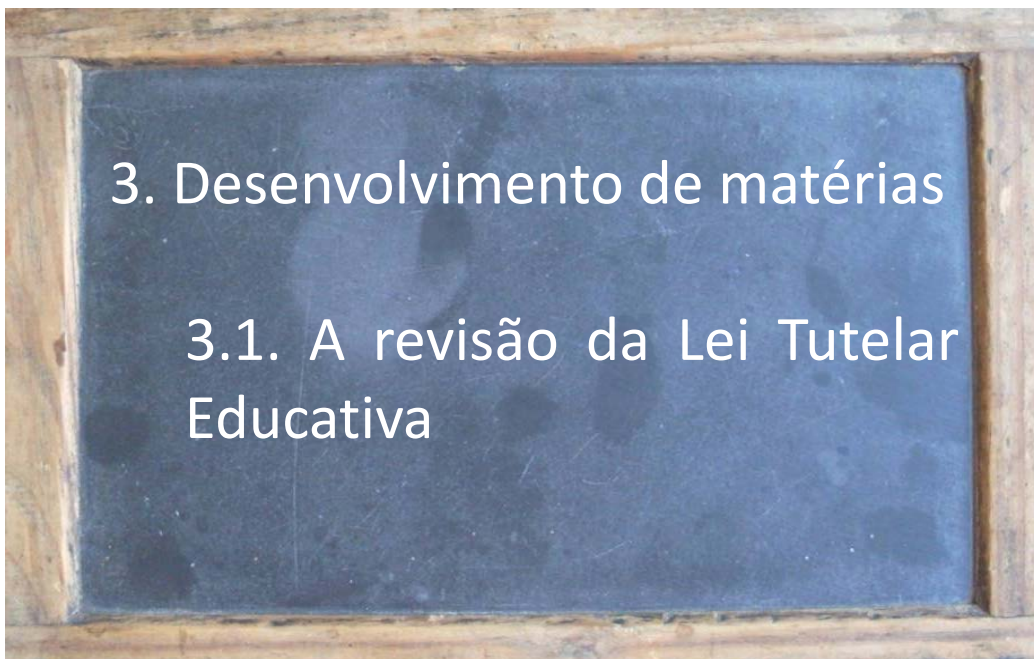 3. Desenvolvimento de matérias
3.1. A revisão da Lei Tutelar
Educativa